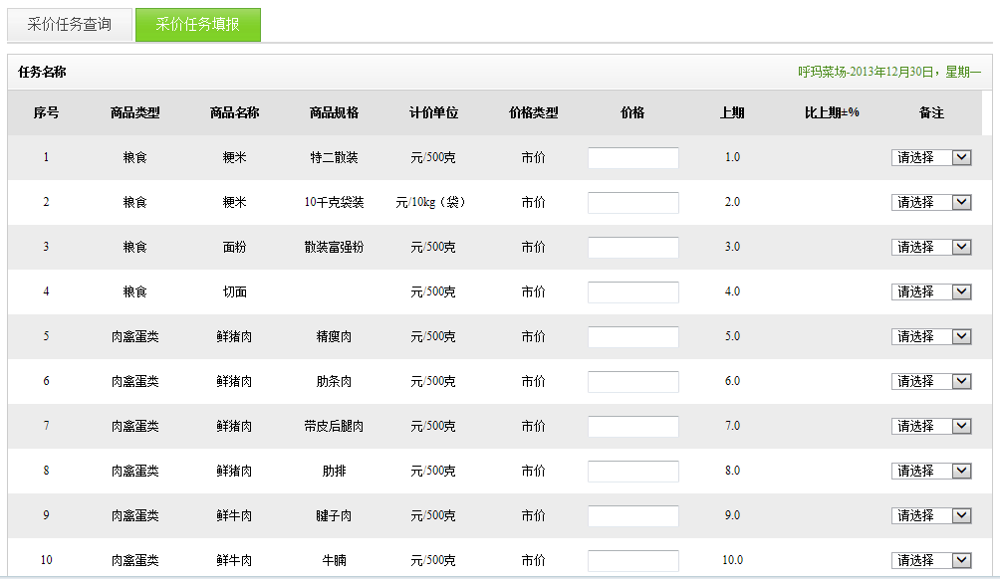 采价任务查询 采价任务填报
任务名称 呼玛菜场-2013年12月30日，星期一
序号 商品类型 商品名称 商品规格 计价单位 价格类型 价格 上期 比上期±% 备注
1 粮食 粳米 特二散装 元/500克 市价 1.0 请选择
2 粮食 粳米 10千克袋装 元/10kg（袋） 市价 2.0 请选择
3 粮食 面粉 散装富强粉 元/500克 市价 3.0 请选择
4 粮食 切面 元/500克 市价 4.0 请选择
5 肉禽蛋类 鲜猪肉 精瘦肉 元/500克 市价 5.0 请选择
6 肉禽蛋类 鲜猪肉 肋条肉 元/500克 市价 6.0 请选择
7 肉禽蛋类 鲜猪肉 带皮后腿肉 元/500克 市价 7.0 请选择
8 肉禽蛋类 鲜猪肉 肋排 元/500克 市价 8.0 请选择
9 肉禽蛋类 鲜牛肉 腱子肉 元/500克 市价 9.0 请选择
10 肉禽蛋类 鲜牛肉 牛腩 元/500克 市价 10.0 请选择